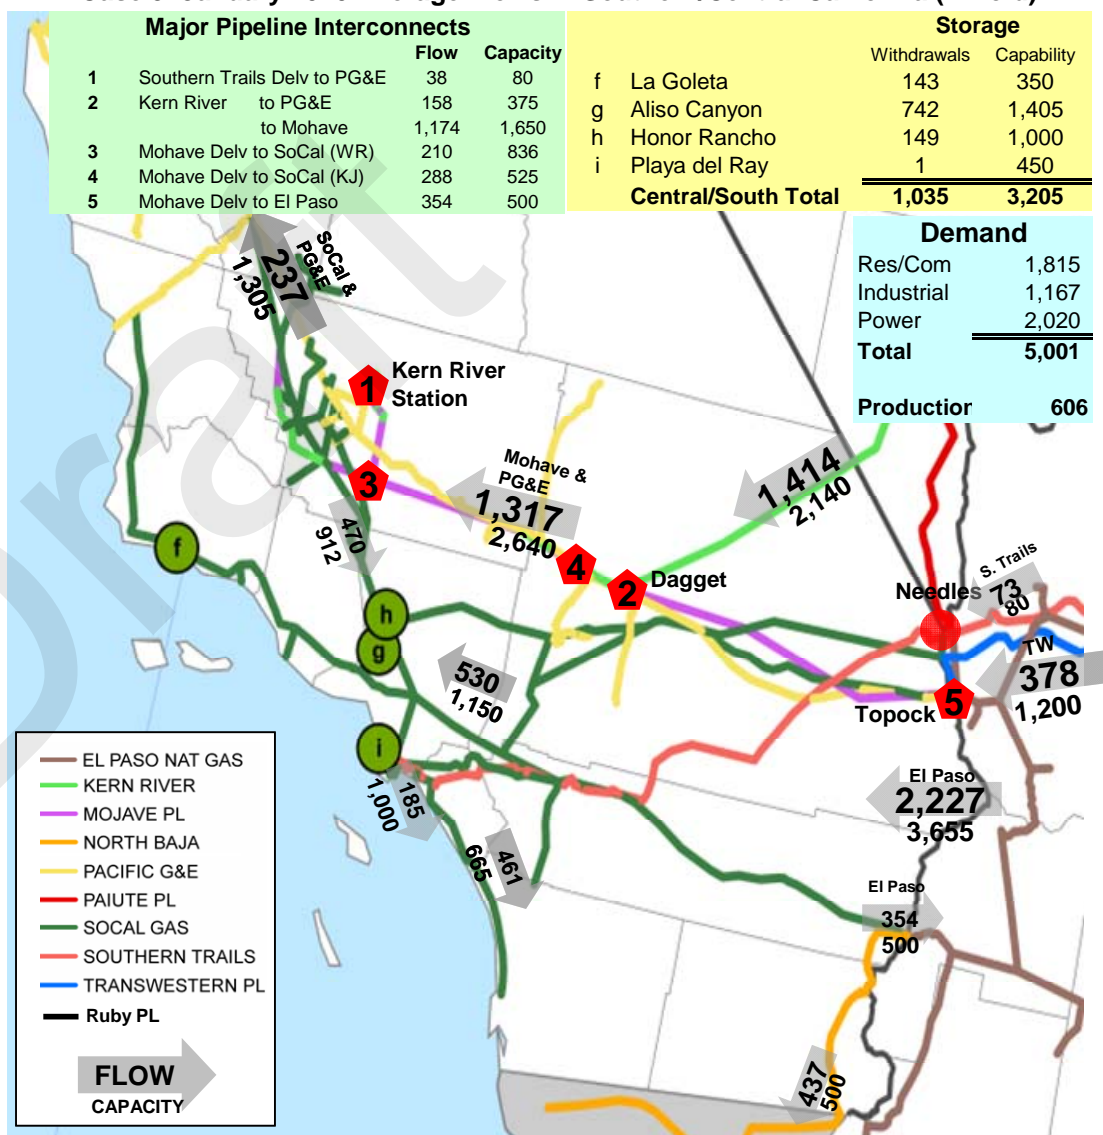 Major Pipeline Interconnects
Flow Capacity
1 Southern Trails Delv to PG&E 38 80
2 Kern River to PG&E 158 375
to Mohave 1,174 1,650
3 Mohave Delv to SoCal (WR) 210 836
4 Mohave Delv to SoCal (KJ) 288 525
5 Mohave Delv to El Paso 354 500
Storage
Withdrawals Capability
f La Goleta 143 350
g Aliso Canyon 742 1,405
h Honor Rancho 149 1,000
i Playa del Ray 1 450
Central/South Total 1,035 3,205
Demand
Res/Com 1,815
Industrial 1,167
Power 2,020
Total 5,001
Production 606
SoCal &
PG&E
237
1,305
1
Kern River
Station
3
Mohave &
PG&E
1,317
2,640
1,414
2,140
470
912
4
2
Dagget
f
h
g
i
530
1,150
Needles
S. Trails
73
80
TW
378
1,200
Topock
5
El Paso
2,227
3,655
185
1,000
461
665
El Paso
354
500
437
500
EL PASO NAT GAS
KERN RIVER
MOJAVE PL
NORTH BAJA
PACIFIC G&E
PAIUTE PL
SOCAL GAS
SOUTHERN TRAILS
TRANSWESTERN PL
Ruby PL
FLOW
CAPACITY
Draft